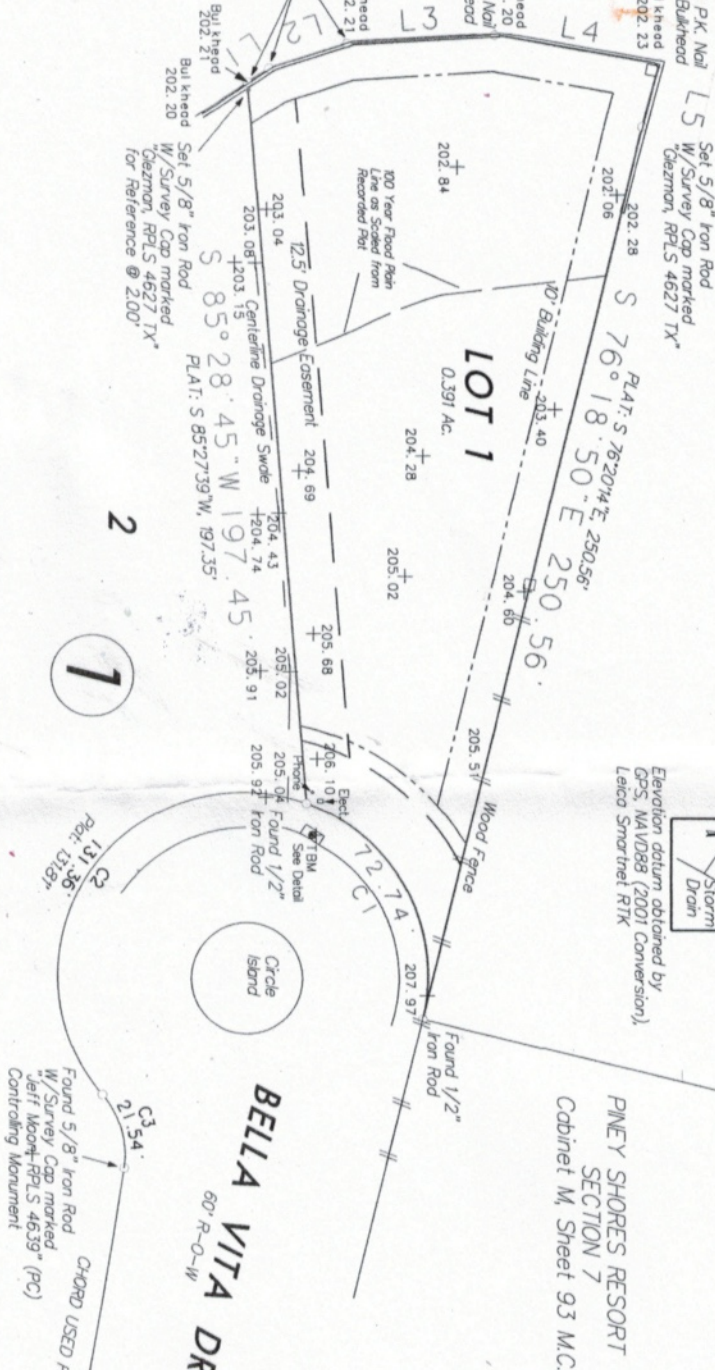 P.K. Nail
Bulkhead
L5
Set 5/8" Iron Rod
W/Survey Cap marked
"Glezman, RPLS 4627 TX"
202.23
L4
Nail
L3
L2
Bulkhead
202.21
Bulkhead
202.20
Set 5/8" Iron Rod
W/Survey Cap marked
"Glezman, RPLS 4627 TX"
for Reference @ 2.00'
202.28
202.06
202.84
100 Year Flood Plain
Line as Scaled from
Recorded Plat
203.04
203.08
203.15
12.5' Drainage Easement
Centerline Drainage Swale
S 85°28'45"W 197.45'
PLAT: S 85°27'39"W, 197.35'
PLAT: S 76°20'14"E, 250.56'
S 76°18'50"E 250.56'
10' Building Line
203.40
LOT 1
0.391 Ac.
204.28
204.69
205.02
204.60
204.43
204.74
2
1
205.68
205.02
205.91
205.51
Wood Fence
206.10
Elect.
Phone
205.04
205.92
Found 1/2"
Iron Rod
TBM
See Detail
72.74'
C1
C2
131.36'
Plat: 131.81'
Circle
Island
207.97
Found 1/2"
Iron Rod
Storm
Drain
Elevation datum obtained by
GPS, NAVD88 (2001 Conversion),
Leica Smartnet RTK
PINEY SHORES RESORT
SECTION 7
Cabinet M, Sheet 93 M.C.
BELLA VITA DR
60' R-O-W
C3
21.54'
Found 5/8" Iron Rod
W/Survey Cap marked
"Jeff Moon RPLS 4639" (PC)
Controlling Monument
CHORD USED